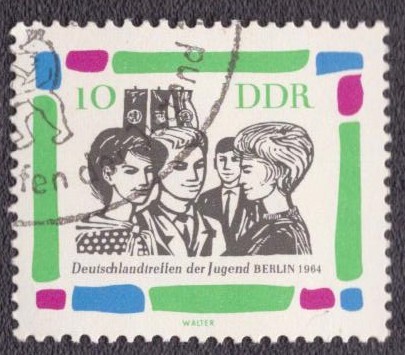 10 DDR
Deutschlandtreffen der Jugend BERLIN 1964
WALTER